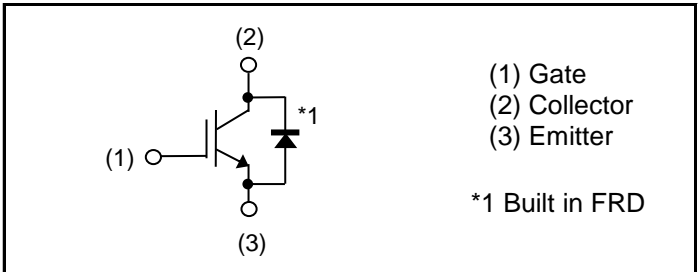 (2)
*1
(1)
(3)
(1) Gate
(2) Collector
(3) Emitter
*1 Built in FRD